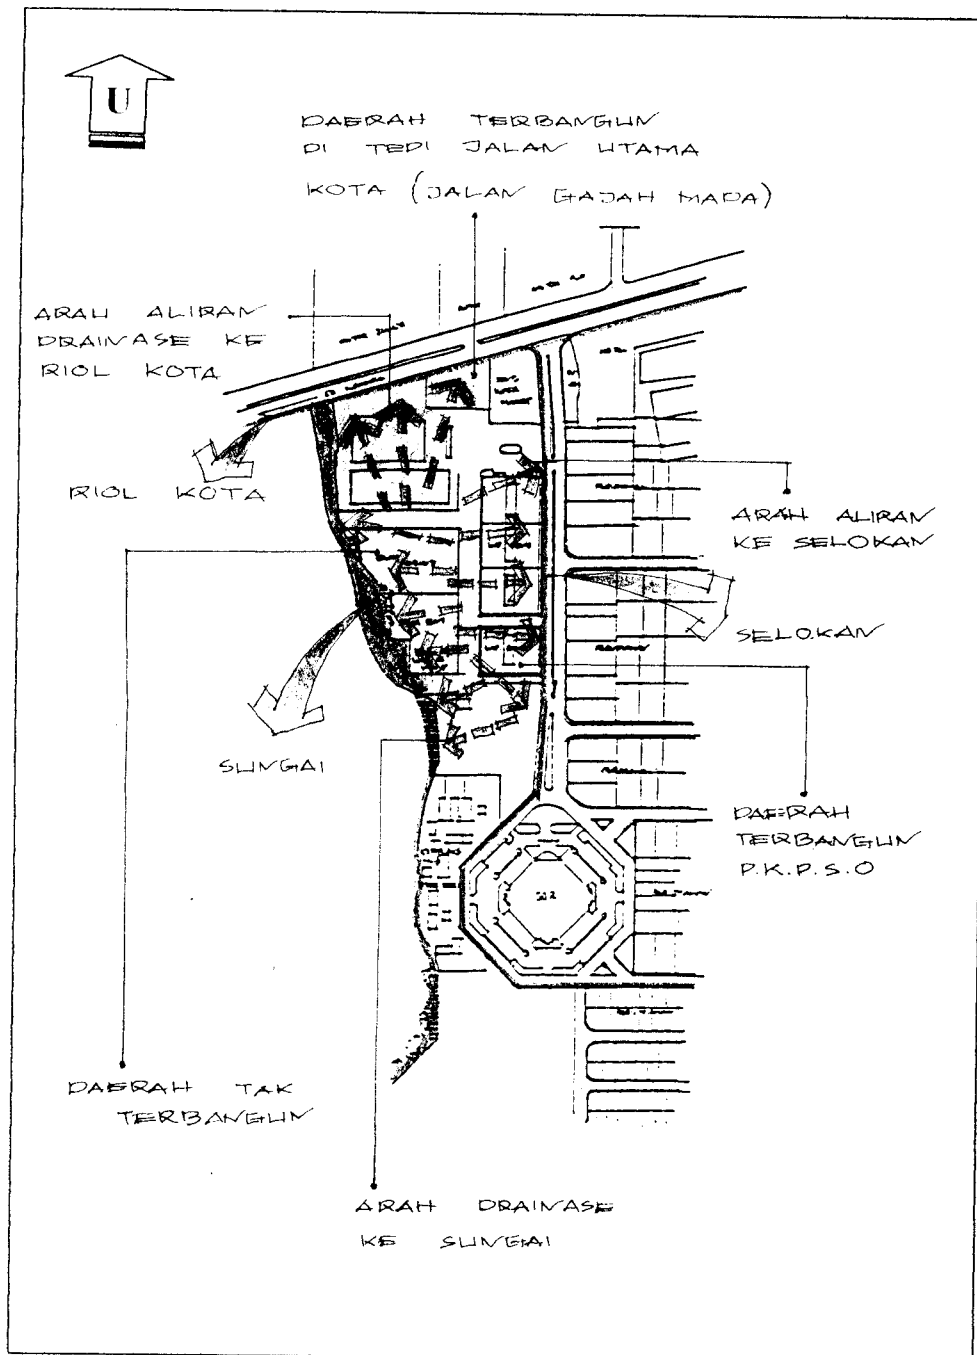 U
DAERAH TERBANGUN
DI TEPI JALAN UTAMA
KOTA (JALAN GAJAH MADA)
ARAH ALIRAN
DRAINASE KE
RIOL KOTA
RIOL KOTA
ARAH ALIRAN
KE SELOKAN
SELOKAN
SUNGAI
DAERAH
TERBANGUN
P.K.P.S.O
DAERAH TAK
TERBANGUN
ARAH DRAINASE
KE SUNGAI